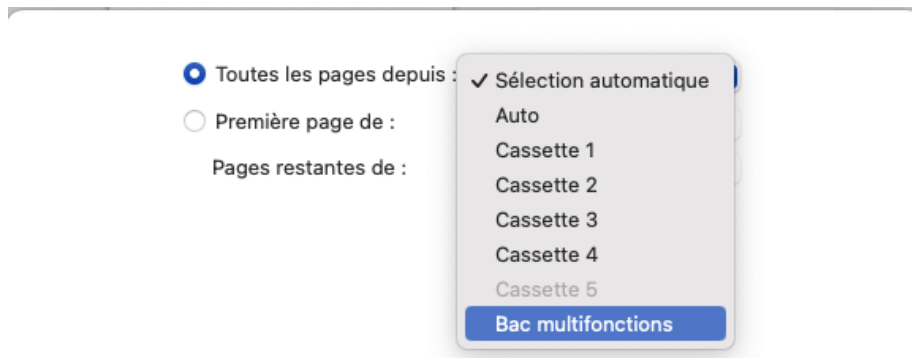 Toutes les pages depuis :
✓ Sélection automatique
Auto
Première page de :
Cassette 1
Pages restantes de :
Cassette 2
Cassette 3
Cassette 4
Cassette 5
Bac multifonctions